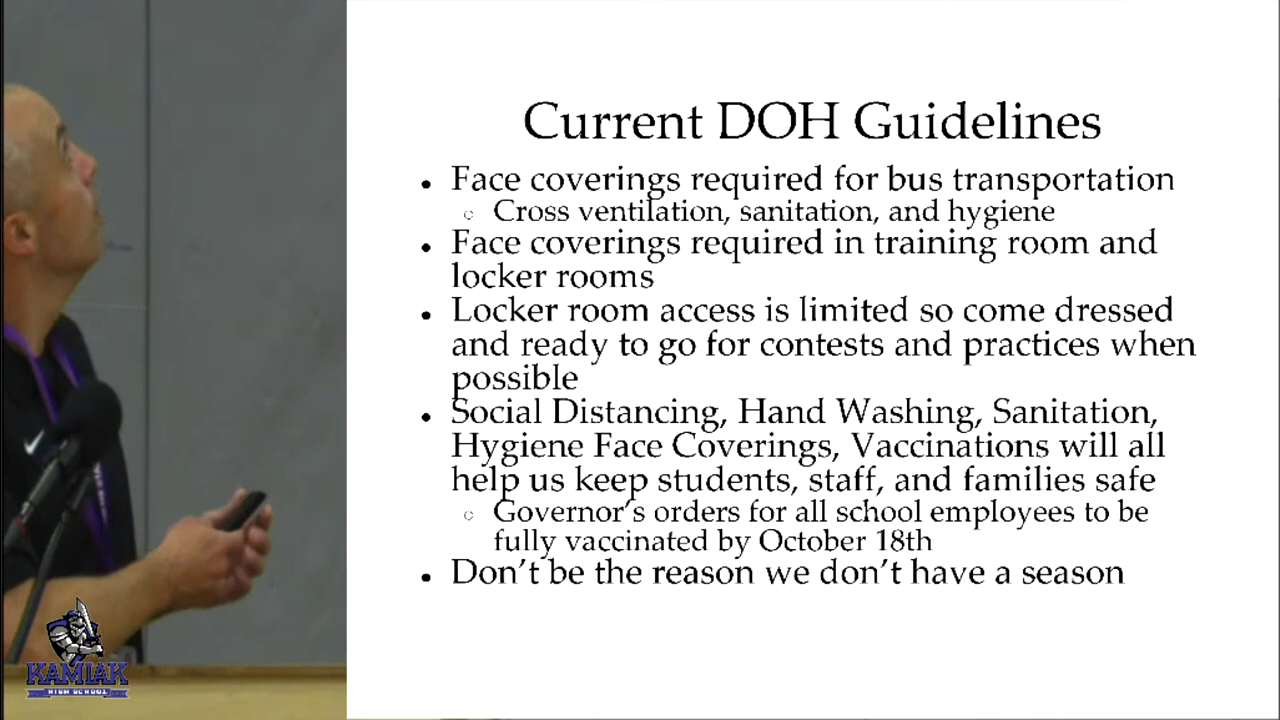 Current DOH Guidelines
• Face coverings required for bus transportation
○ Cross ventilation, sanitation, and hygiene
• Face coverings required in training room and
locker rooms
• Locker room access is limited so come dressed
and ready to go for contests and practices when
possible
• Social Distancing, Hand Washing, Sanitation,
Hygiene Face Coverings, Vaccinations will all
help us keep students, staff, and families safe
○ Governor's orders for all school employees to be
fully vaccinated by October 18th
• Don't be the reason we don't have a season
KAMIAK
HIGH SCHOOL